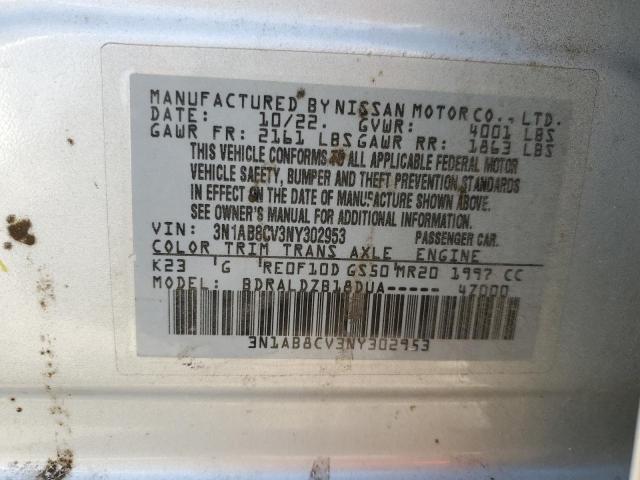 MANUFACTURED BY NISSAN MOTOR CO., LTD.
DATE: 10/22. GVWR: 4001 LBS
GAWR FR: 2161 LBS GAWR RR: 1863 LBS
THIS VEHICLE CONFORMS TO ALL APPLICABLE FEDERAL MOTOR
VEHICLE SAFETY, BUMPER AND THEFT PREVENTION STANDARDS
IN EFFECT ON THE DATE OF MANUFACTURE SHOWN ABOVE.
SEE OWNER'S MANUAL FOR ADDITIONAL INFORMATION.
VIN: 3N1AB8CV3NY302953 PASSENGER CAR.
COLOR TRIM TRANS AXLE ENGINE
K23 'G 'RE0F10D GS50'MR20 1997 CC
MODEL: BDRALDZB18DUA----- 47000
3N1AB8CV3NY302953